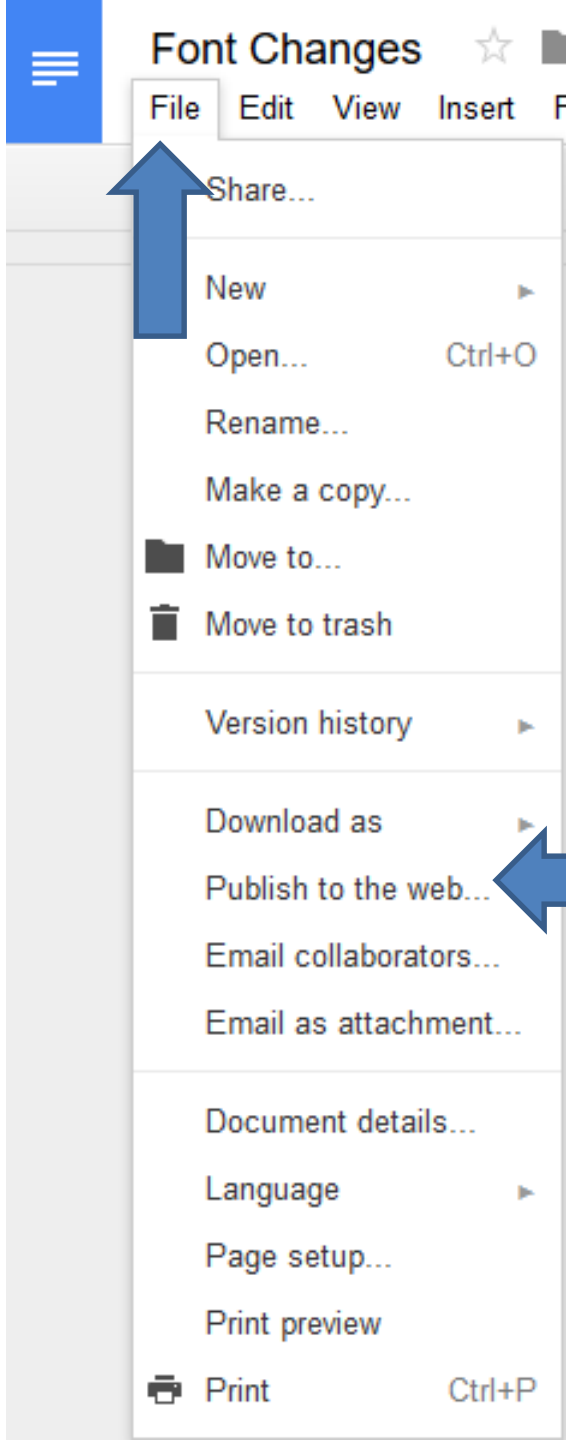 Font Changes
File Edit View Insert F
Share...
New
Open... Ctrl+O
Rename...
Make a copy...
Move to...
Move to trash
Version history
Download as
Publish to the web...
Email collaborators...
Email as attachment...
Document details...
Language
Page setup...
Print preview
Print Ctrl+P